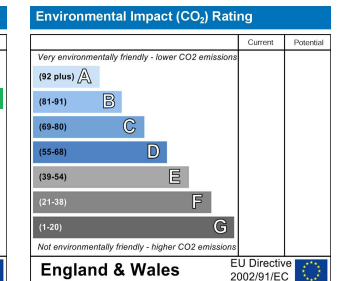 Environmental Impact (CO₂) Rating
Current Potential
Very environmentally friendly - lower CO2 emissions
(92 plus) A
(81-91) B
(69-80) C
(55-68) D
(39-54) E
(21-38) F
(1-20) G
Not environmentally friendly - higher CO2 emissions
England & Wales
EU Directive
2002/91/EC